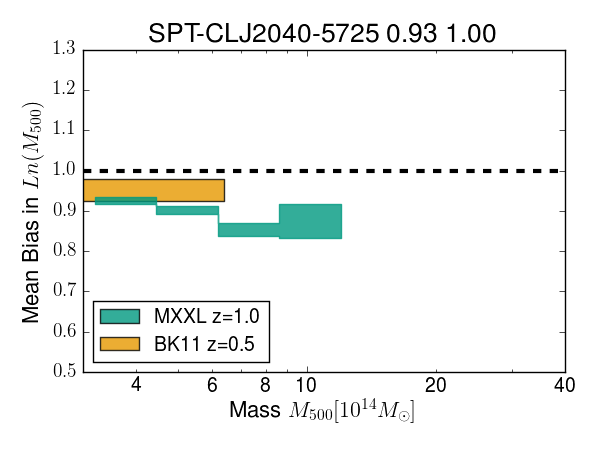 SPT-CLJ2040-5725 0.93 1.00
1.3
1.2
1.1
1.0
0.9
0.8
0.7
0.6
0.5
Mean Bias in Ln(M500)
MXXL z=1.0
BK11 z=0.5
4 6 8 10 20 40
Mass M500[10^14 M⊙]